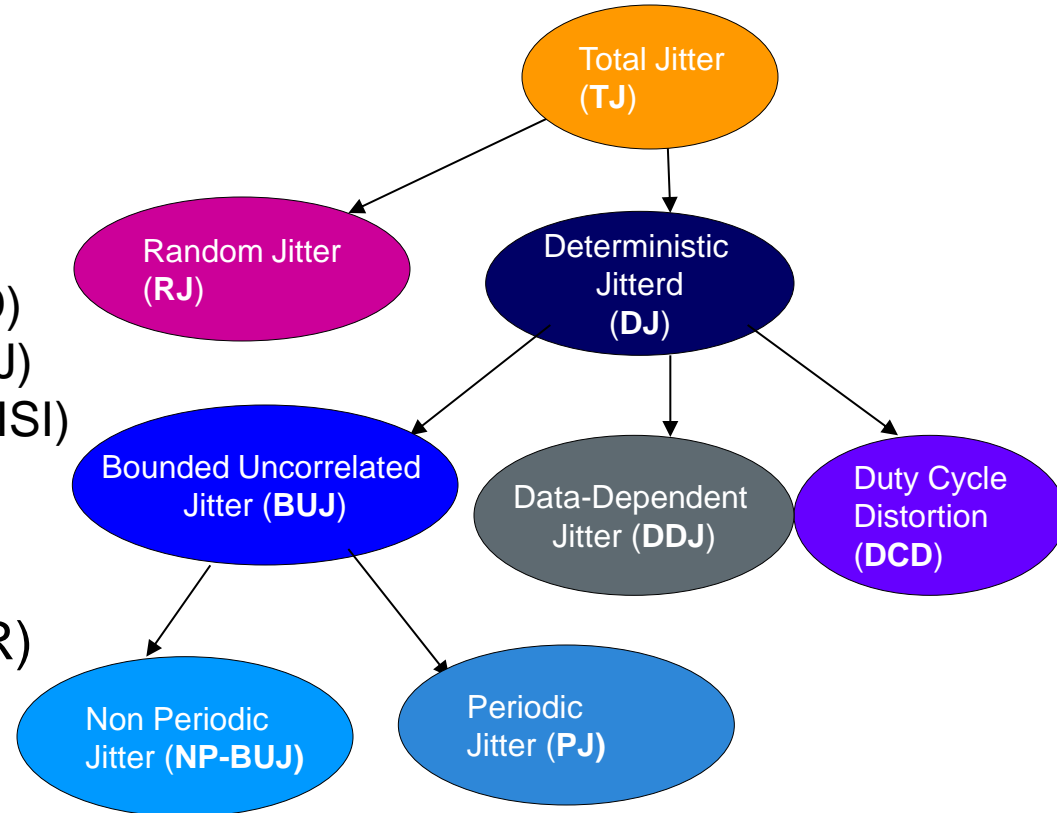 Total Jitter
(TJ)
Random Jitter
(RJ)
Deterministic
Jitterd
(DJ)
)
J)
ISI)
Bounded Uncorrelated
Jitter (BUJ)
Data-Dependent
Jitter (DDJ)
Duty Cycle
Distortion
(DCD)
R)
Non Periodic
Jitter (NP-BUJ)
Periodic
Jitter (PJ)